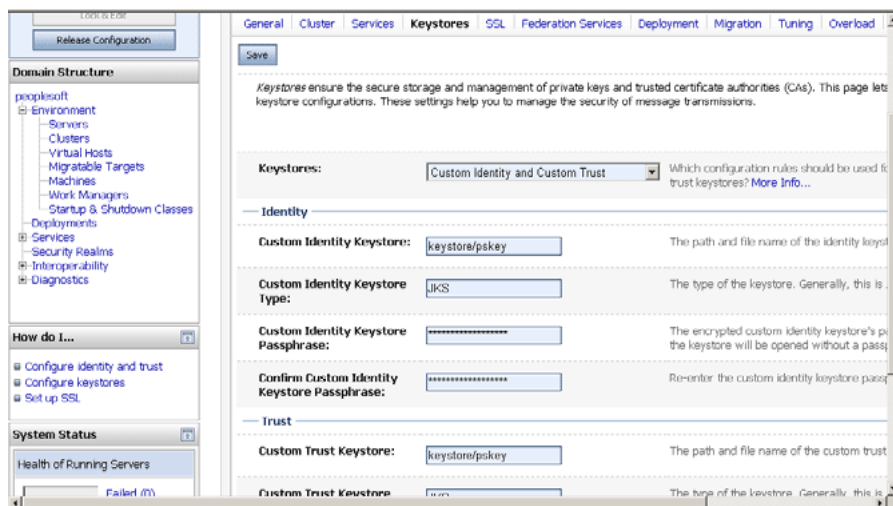 Lock & Edit
Release Configuration
Domain Structure
peoplesoft
Environment
Servers
Clusters
Virtual Hosts
Migratable Targets
Machines
Work Managers
Startup & Shutdown Classes
Deployments
Services
Security Realms
Interoperability
Diagnostics
How do I...
Configure identity and trust
Configure keystores
Set up SSL
System Status
Health of Running Servers
Failed (0)
General Cluster Services Keystores SSL Federation Services Deployment Migration Tuning Overload
Save
Keystores ensure the secure storage and management of private keys and trusted certificate authorities (CAs). This page lets
keystore configurations. These settings help you to manage the security of message transmissions.
Keystores: Custom Identity and Custom Trust Which configuration rules should be used
trust keystores? More Info...
Identity
Custom Identity Keystore: keystore/pskey The path and file name of the identity
Custom Identity Keystore JKS The type of the keystore. Generally, this is
Type:
Custom Identity Keystore ****************** The encrypted custom identity keystore's
Passphrase: the keystore will be opened without a
Confirm Custom Identity ****************** Re-enter the custom identity keystore
Keystore Passphrase:
Trust
Custom Trust Keystore: keystore/pskey The path and file name of the custom trust
Custom Trust Keystore JKS The type of the keystore. Generally, this is